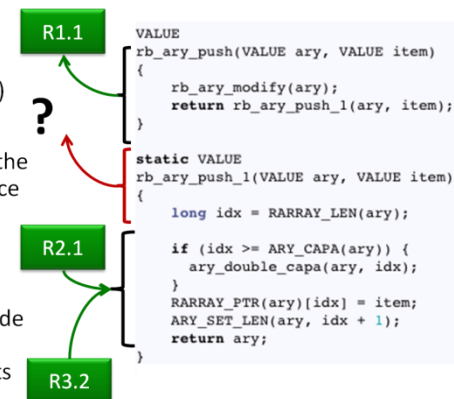 R1.1
)
?
the
ce
R2.1
de
ts
R3.2
VALUE
rb_ary_push(VALUE ary, VALUE item)
{
    rb_ary_modify(ary);
    return rb_ary_push_1(ary, item);
}
static VALUE
rb_ary_push_1(VALUE ary, VALUE item)
{
    long idx = RARRAY_LEN(ary);
    if (idx >= ARY_CAPA(ary)) {
      ary_double_capa(ary, idx);
    }
    RARRAY_PTR(ary)[idx] = item;
    ARY_SET_LEN(ary, idx + 1);
    return ary;
}